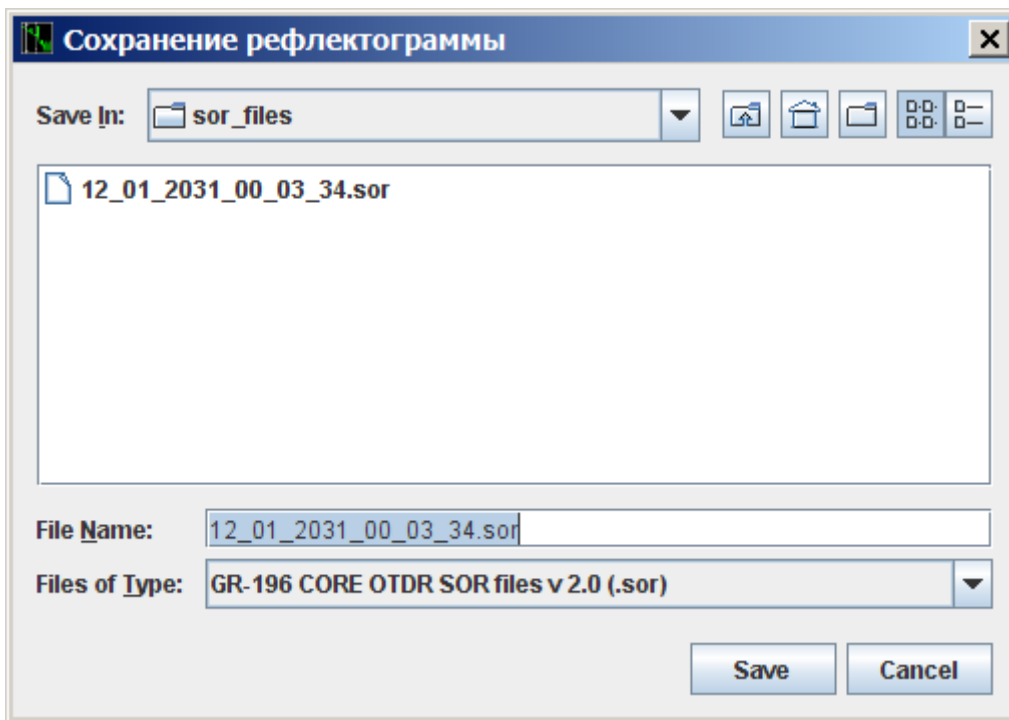 Сохранение рефлектограммы
Save In: sor_files
12_01_2031_00_03_34.sor
File Name: 12_01_2031_00_03_34.sor
Files of Type: GR-196 CORE OTDR SOR files v 2.0 (.sor)
Save Cancel